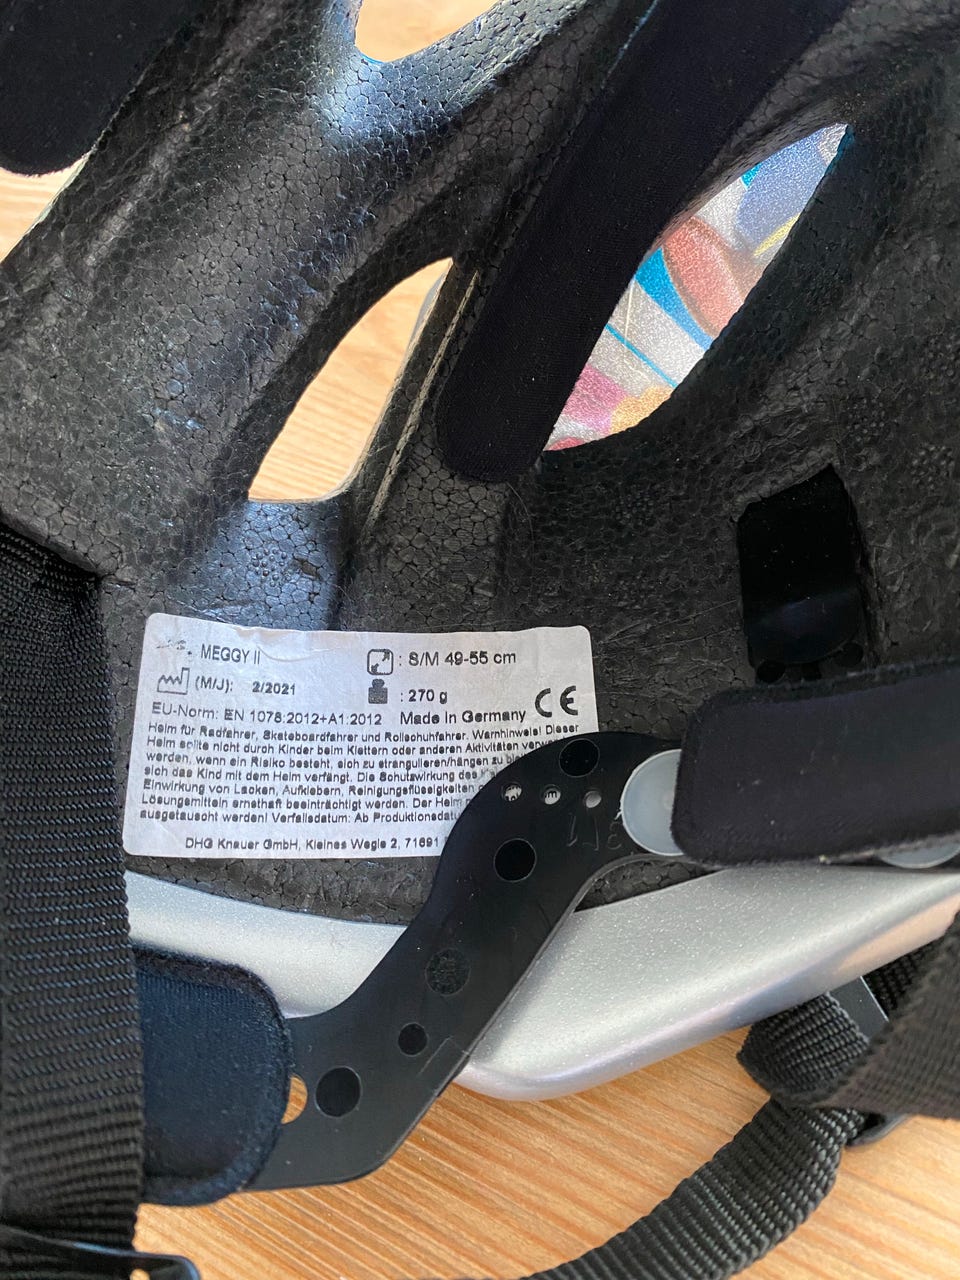 MEGGY II
: S/M 49-55 cm
(M/J): 2/2021
: 270 g
EU-Norm: EN 1078:2012+A1:2012 Made in Germany CE
Helm für Radfahrer, Skateboardfahrer und Rollschuhfahrer. Warnhinweis! Dieser
Helm sollte nicht durch Kinder beim Klettern oder anderen Aktivitäten
werden, wenn ein Risiko besteht, sich zu strangulieren/hängen zu
sich das Kind mit dem Helm verfängt. Die Schutzwirkung des
Einwirkung von Lacken, Aufklebern, Reinigungsflüssigkeiten
Lösungsmitteln ernsthaft beeinträchtigt werden. Der Helm
ausgetauscht werden! Verfallsdatum: Ab
DHG Knauer GmbH, Kleines Wegle 2, 71691